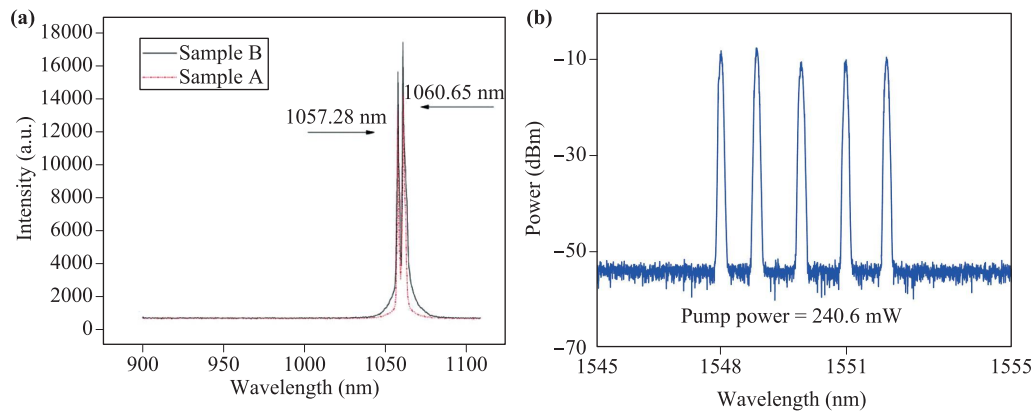 (a)
18000
16000
14000
12000
10000
8000
6000
4000
2000
0
Intensity (a.u.)
Sample B
Sample A
1057.28 nm
1060.65 nm
900
950
1000
1050
1100
Wavelength (nm)
(b)
−10
−30
−50
−70
Power (dBm)
Pump power = 240.6 mW
1545
1548
1551
1555
Wavelength (nm)